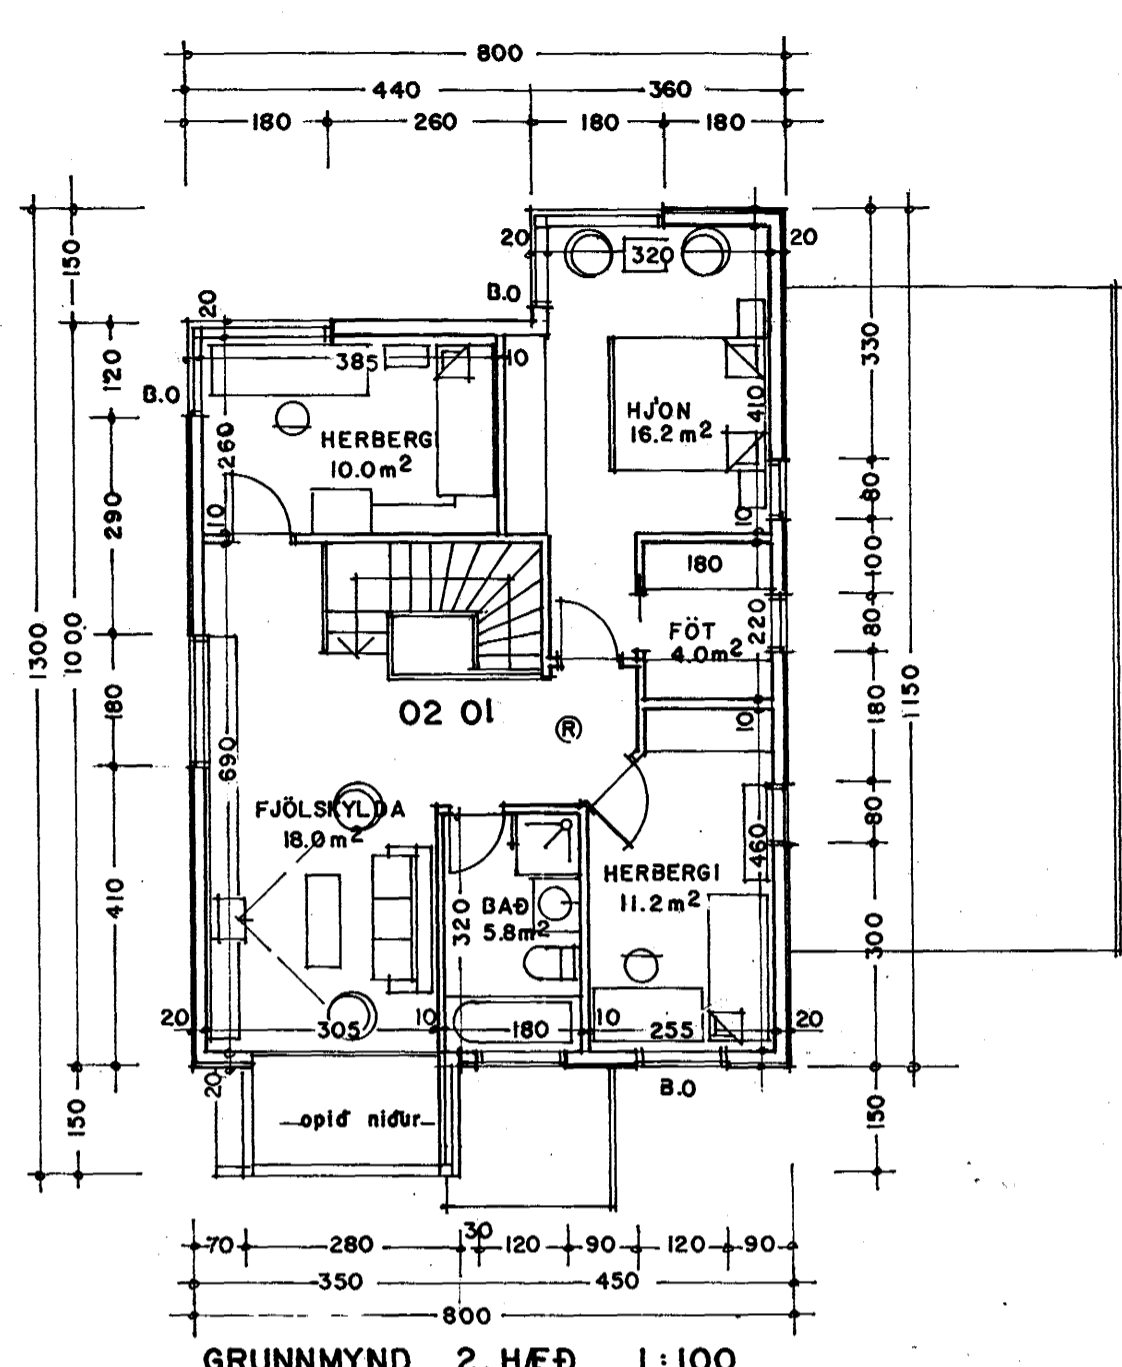 800
440 360
180 260 180 180
20 320 20
150
B.O
20
385 10
120
B.O
330
HJÓN
16.2 m²
410
HERBERGI
10.0 m²
260
80
10
10
290
100
180
80
FÖT
4.0 m²
220
1300
1000
02 01
R
180
180
1150
10
690
FJÖLSKYLDA
18.0 m²
80
460
HERBERGI
11.2 m²
BAÐ
5.8 m²
320
410
300
20 305 10 180 10 255 20
20
B.O
150
opið niður
150
70 280 30 120 90 120 90
350 450
800
GRUNNMYND 2. HÆÐ 1:100